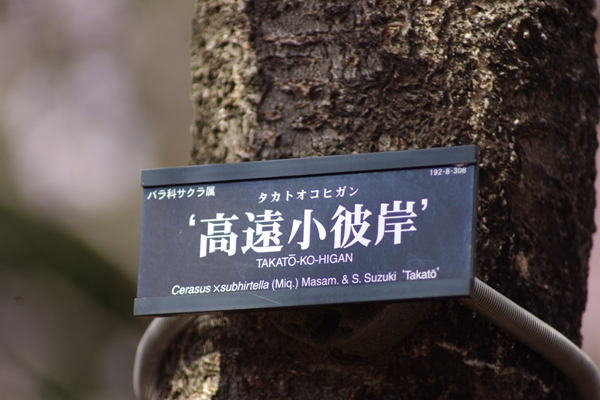 192-8-308
バラ科サクラ属
タカトオコヒガン
‘高遠小彼岸’
TAKATŌ-KO-HIGAN
Cerasus ×subhirtella (Miq.) Masam. & S. Suzuki ‘Takatō’